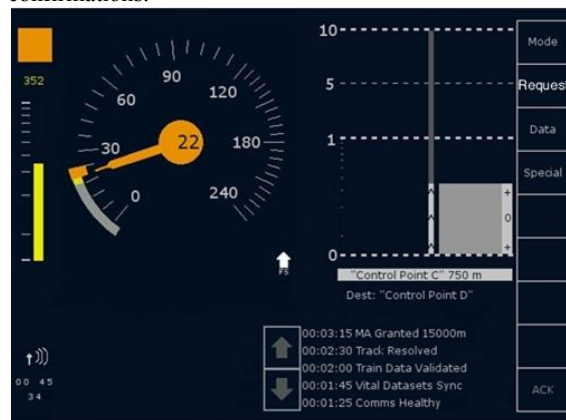 confirmations.
352
0
30
60
90
120
180
240
22
FS
10
5
1
0
+
0
+
"Control Point C" 750 m
Dest: "Control Point D"
00:03:15 MA Granted 15000m
00:02:30 Track Resolved
00:02:00 Train Data Validated
00:01:45 Vital Datasets Sync
00:01:25 Comms Healthy
00 45
34
Mode
Request
Data
Special
ACK